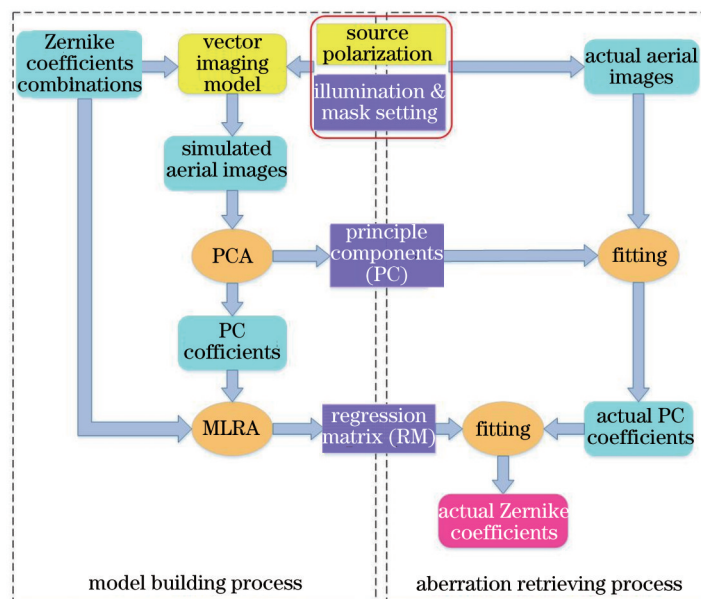 Zernike
coefficients
combinations
vector
imaging
model
source
polarization
illumination &
mask setting
actual aerial
images
simulated
aerial images
PCA
principle
components
(PC)
fitting
PC
cofficients
MLRA
regression
matrix (RM)
fitting
actual PC
coefficients
actual Zernike
coefficients
model building process
aberration retrieving process